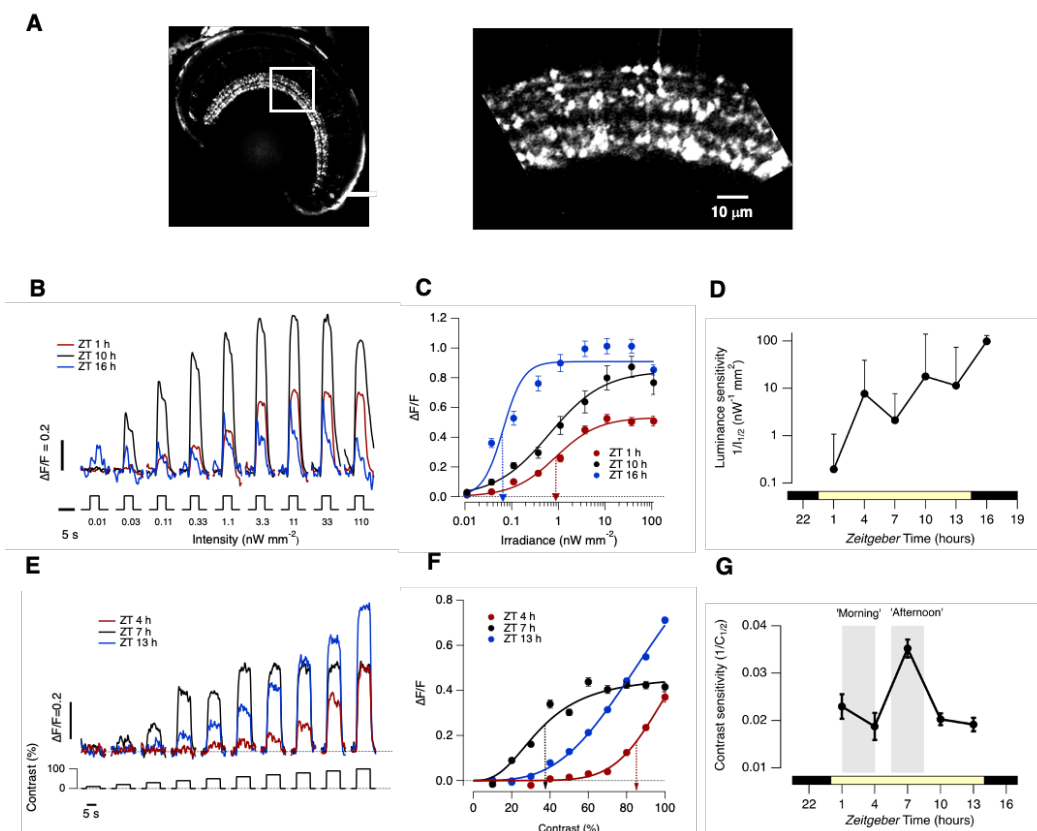 A
10 μm
B
ZT 1 h
ZT 10 h
ZT 16 h
ΔF/F = 0.2
5 s
0.01 0.03 0.11 0.33 1.1 3.3 11 33 110
Intensity (nW mm-2)
C
1.2
1.0
0.8
0.6
0.4
0.2
0.0
ΔF/F
ZT 1 h
ZT 10 h
ZT 16 h
0.01 0.1 1 10 100
Irradiance (nW mm-2)
D
Luminance sensitivity
1/I1/2 (nW-1 mm2)
100
10
1
0.1
22 1 4 7 10 13 16 19
Zeitgeber Time (hours)
E
ZT 4 h
ZT 7 h
ZT 13 h
ΔF/F=0.2
Contrast (%)
100
0
5 s
F
0.8
0.6
0.4
0.2
0.0
ΔF/F
ZT 4 h
ZT 7 h
ZT 13 h
0 20 40 60 80 100
Contrast (%)
G
'Morning' 'Afternoon'
Contrast sensitivity (1/C1/2)
0.04
0.03
0.02
0.01
22 1 4 7 10 13 16
Zeitgeber Time (hours)